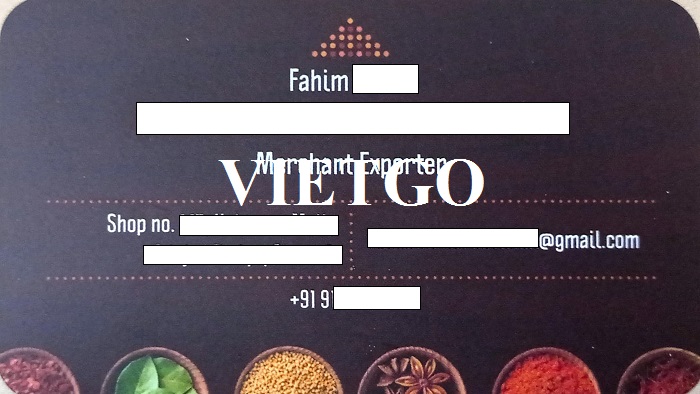 Fahim
Merchant Exporter
VIETGO
Shop no.
@gmail.com
+91 9